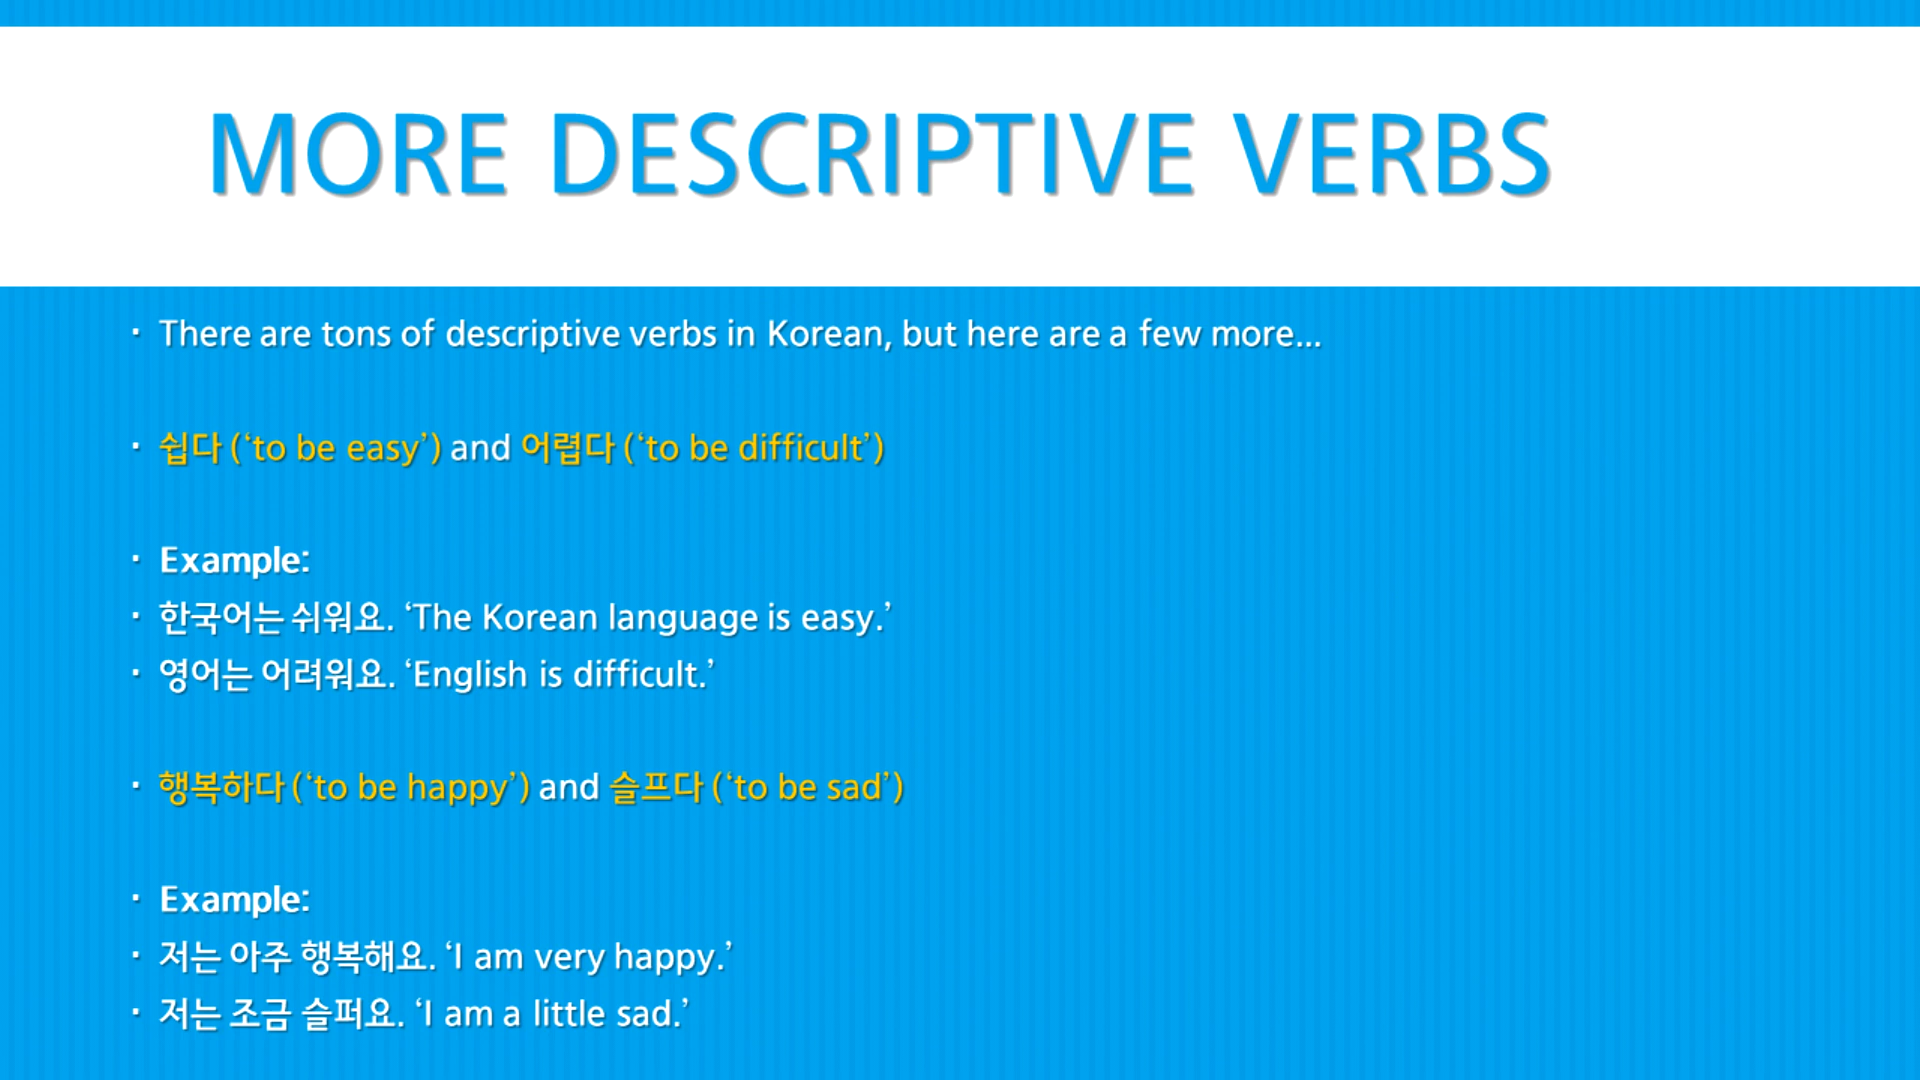 MORE DESCRIPTIVE VERBS
· There are tons of descriptive verbs in Korean, but here are a few more...
· 쉽다 (‘to be easy’) and 어렵다 (‘to be difficult’)
· Example:
· 한국어는 쉬워요. ‘The Korean language is easy.’
· 영어는 어려워요. ‘English is difficult.’
· 행복하다 (‘to be happy’) and 슬프다 (‘to be sad’)
· Example:
· 저는 아주 행복해요. ‘I am very happy.’
· 저는 조금 슬퍼요. ‘I am a little sad.’